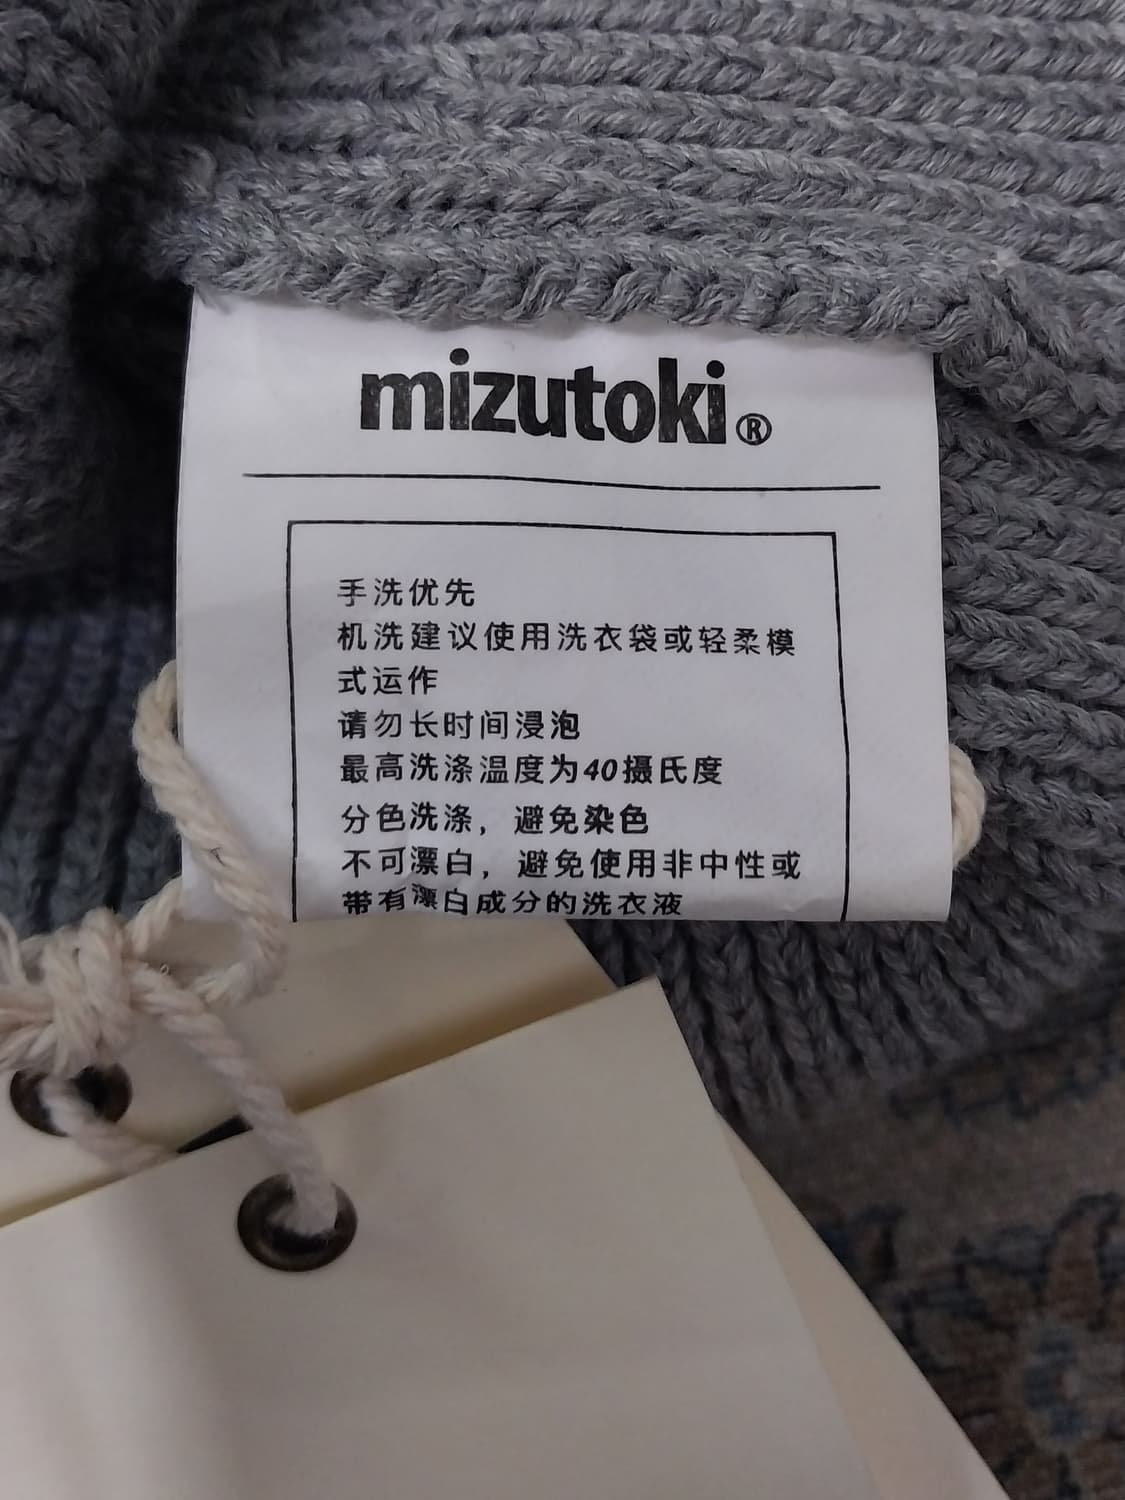 mizutoki®
手洗优先
机洗建议使用洗衣袋或轻柔模
式运作
请勿长时间浸泡
最高洗涤温度为40摄氏度
分色洗涤，避免染色
不可漂白，避免使用非中性或
带有漂白成分的洗衣液